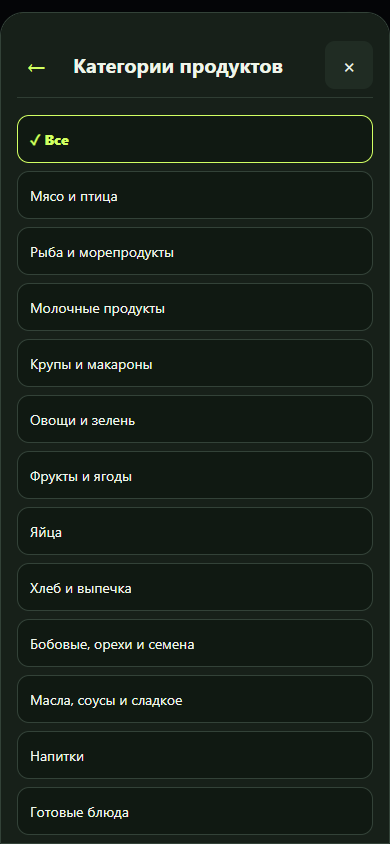 ← Категории продуктов ×
✓ Все
Мясо и птица
Рыба и морепродукты
Молочные продукты
Крупы и макароны
Овощи и зелень
Фрукты и ягоды
Яйца
Хлеб и выпечка
Бобовые, орехи и семена
Масла, соусы и сладкое
Напитки
Готовые блюда